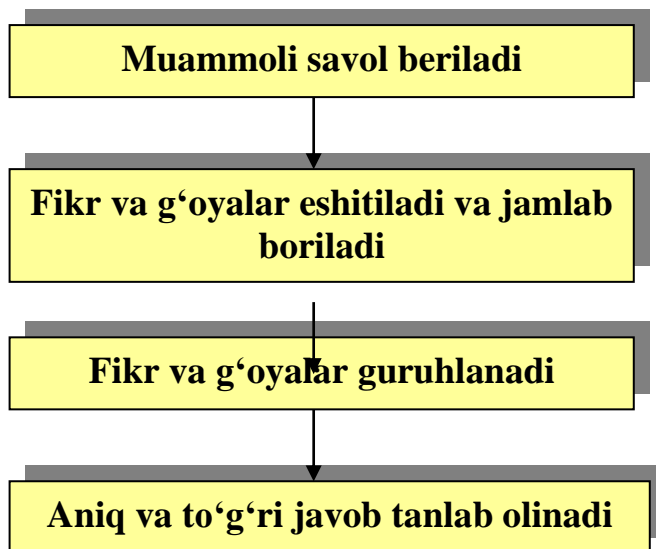 Muammoli savol beriladi
Fikr va g‘oyalar eshitiladi va jamlab
boriladi
Fikr va g‘oyalar guruhlanadi
Aniq va to‘g‘ri javob tanlab olinadi